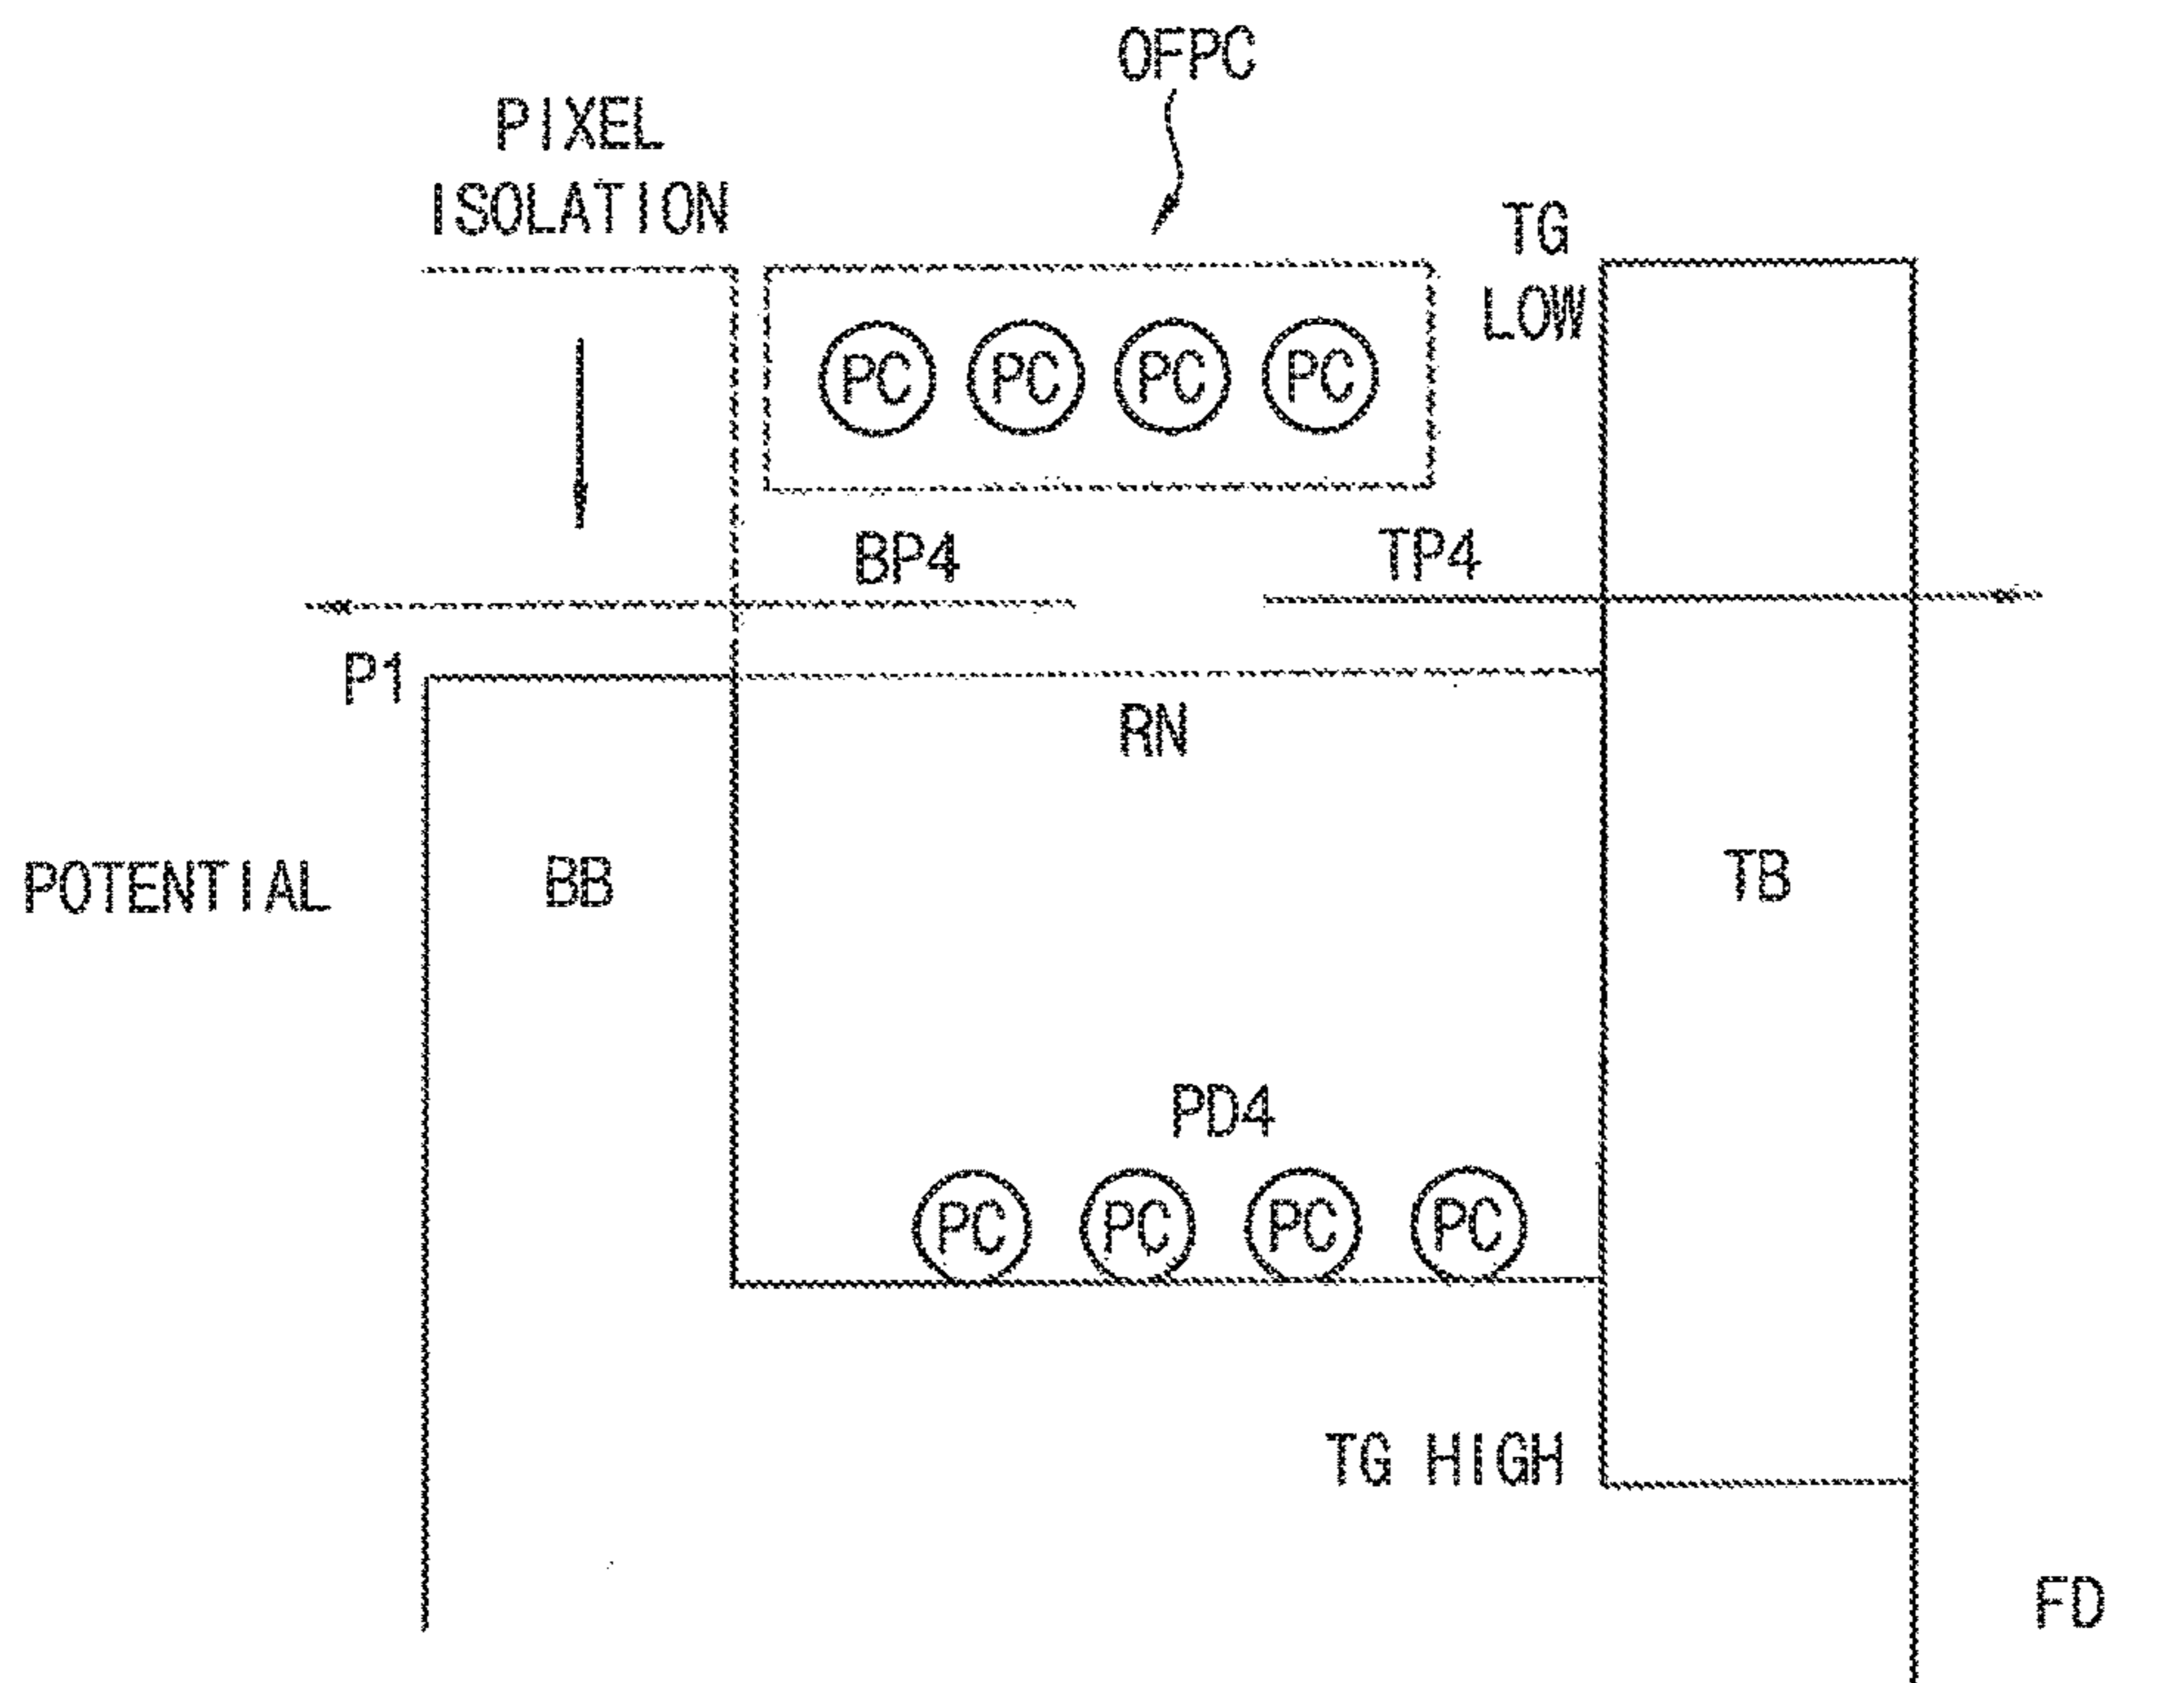 OFPC
PIXEL
ISOLATION
TG
LOW
PC PC PC PC
BP4 TP4
P1
RN
POTENTIAL BB TB
PD4
PC PC PC PC
TG HIGH
FD